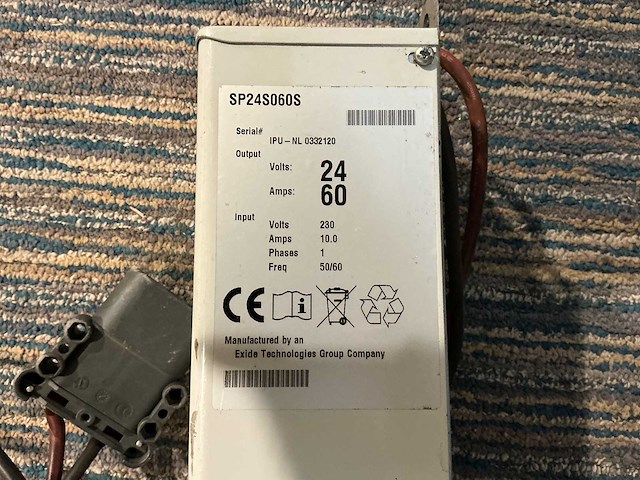 SP24S060S
Serial#
IPU-NL 0332120
Output
Volts: 24
Amps: 60
Input
Volts 230
Amps 10.0
Phases 1
Freq 50/60
CE
i
Manufactured by an
Exide Technologies Group Company